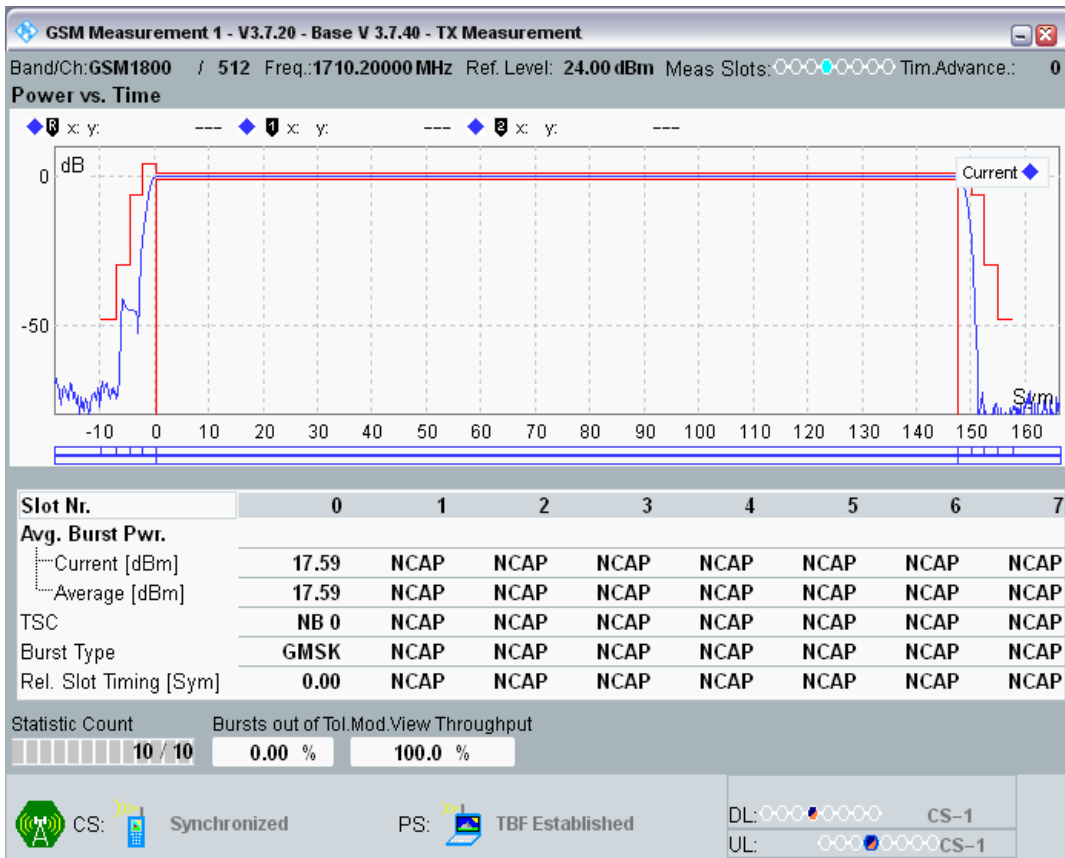 GSM Measurement 1 - V3.7.20 - Base V 3.7.40 - TX Measurement
Band/Ch:GSM1800 / 512 Freq.:1710.20000 MHz Ref. Level: 24.00 dBm Meas Slots: Tim.Advance.: 0
Power vs. Time
R x: y: --- 1 x: y: --- 2 x: y: ---
dB
Current
0
-50
Sym
-10 0 10 20 30 40 50 60 70 80 90 100 110 120 130 140 150 160
Slot Nr. 0 1 2 3 4 5 6 7
Avg. Burst Pwr.
Current [dBm] 17.59 NCAP NCAP NCAP NCAP NCAP NCAP NCAP
Average [dBm] 17.59 NCAP NCAP NCAP NCAP NCAP NCAP NCAP
TSC NB 0 NCAP NCAP NCAP NCAP NCAP NCAP NCAP
Burst Type GMSK NCAP NCAP NCAP NCAP NCAP NCAP NCAP
Rel. Slot Timing [Sym] 0.00 NCAP NCAP NCAP NCAP NCAP NCAP NCAP
Statistic Count Bursts out of Tol.Mod.View Throughput
10 / 10 0.00 % 100.0 %
CS: Synchronized PS: TBF Established
DL: CS-1
UL: CS-1